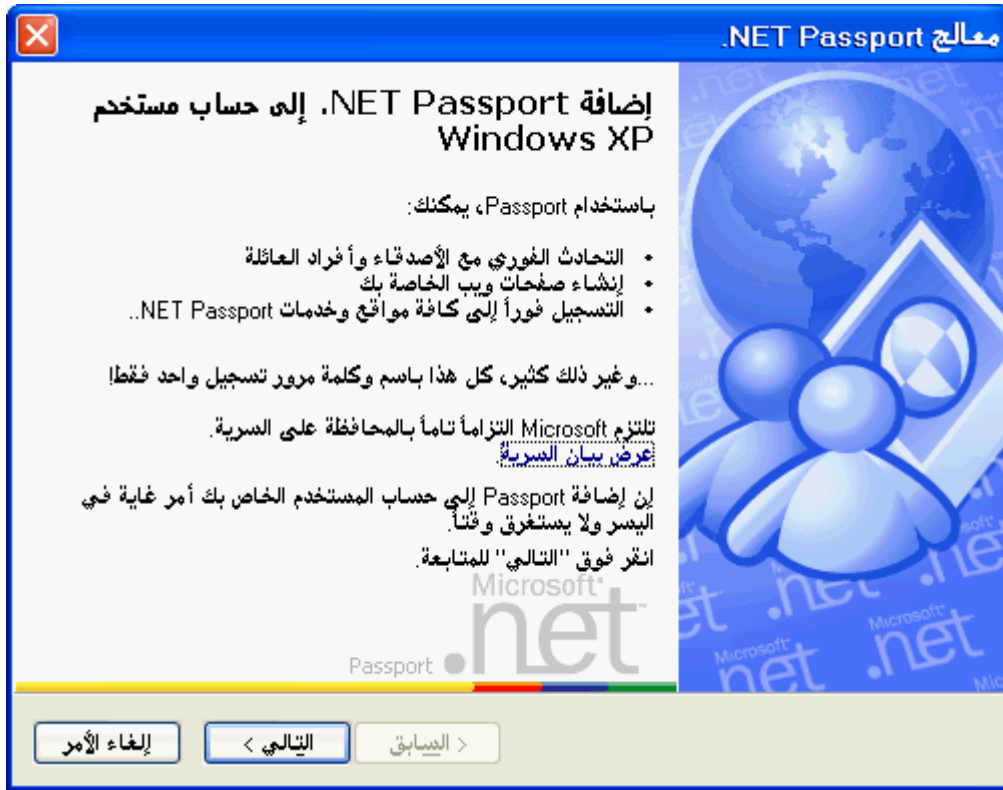 معالج NET Passport.
إضافة NET Passport. إلى حساب مستخدم
Windows XP
باستخدام Passport، يمكنك:
• التحادث الفوري مع الأصدقاء وأفراد العائلة
• إنشاء صفحات ويب الخاصة بك
• التسجيل فوراً إلى كافة مواقع وخدمات NET Passport..
...وغير ذلك كثير، كل هذا باسم وكلمة مرور تسجيل واحد فقط!
تلتزم Microsoft التزاماً تاماً بالمحافظة على السرية.
عرض بيان السرية.
إن إضافة Passport إلى حساب المستخدم الخاص بك أمر غاية في
اليسر ولا يستغرق وقتاً.
انقر فوق "التالي" للمتابعة.
Microsoft
.net
Passport
< السابق
التالي >
إلغاء الأمر
Microsoft
.net
Microsoft
.net